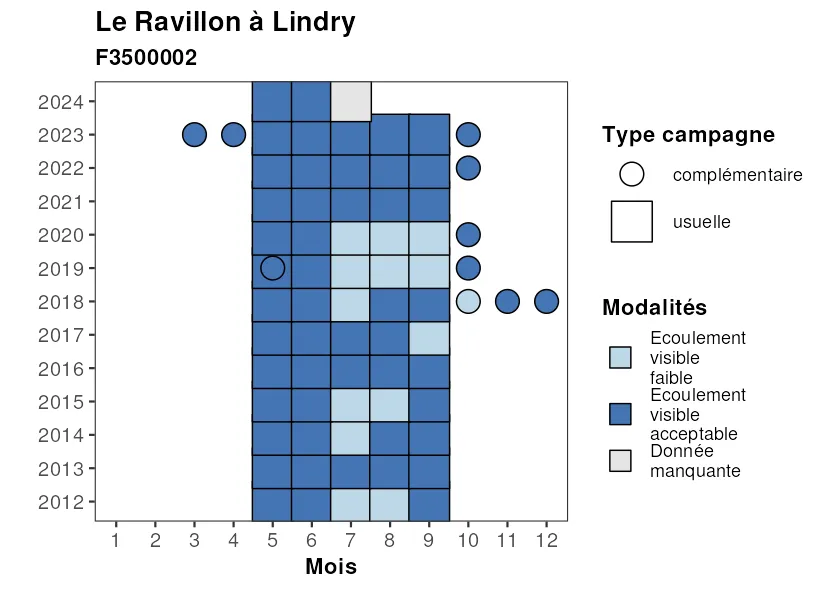 Le Ravillon à Lindry
F3500002
2024
2023
2022
2021
2020
2019
2018
2017
2016
2015
2014
2013
2012
1 2 3 4 5 6 7 8 9 10 11 12
Mois
Type campagne
complémentaire
usuelle
Modalités
Ecoulement
visible
faible
Ecoulement
visible
acceptable
Donnée
manquante